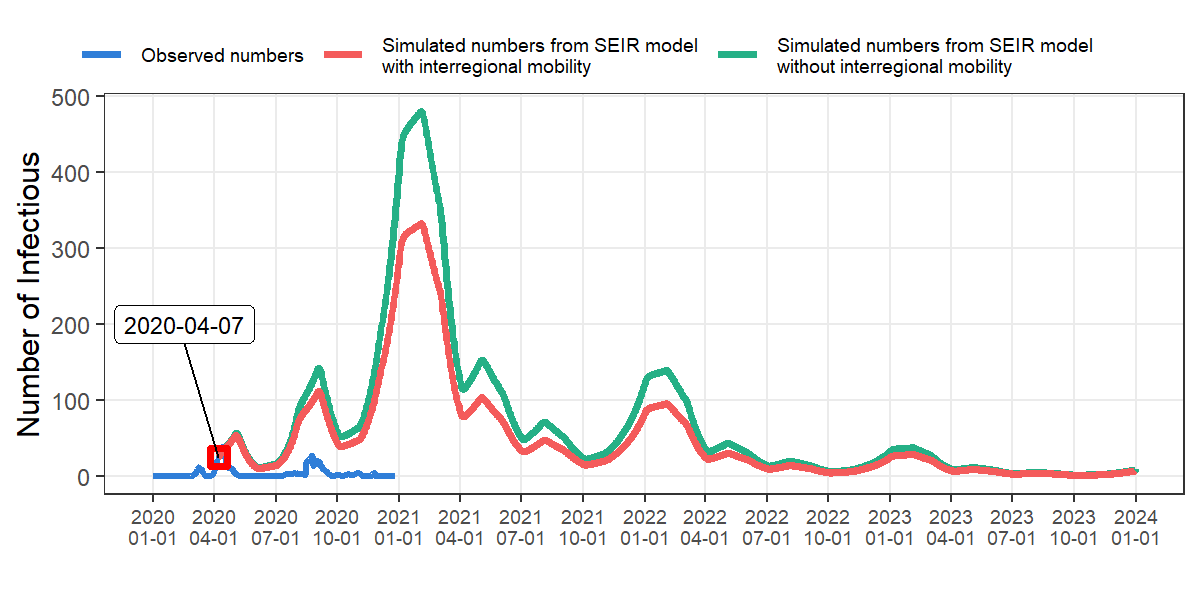 Observed numbers
Simulated numbers from SEIR model
with interregional mobility
Simulated numbers from SEIR model
without interregional mobility
Number of Infectious
500
400
300
200
100
0
2020-04-07
2020 2020 2020 2020 2021 2021 2021 2021 2022 2022 2022 2022 2023 2023 2023 2023 2024
01-01 04-01 07-01 10-01 01-01 04-01 07-01 10-01 01-01 04-01 07-01 10-01 01-01 04-01 07-01 10-01 01-01